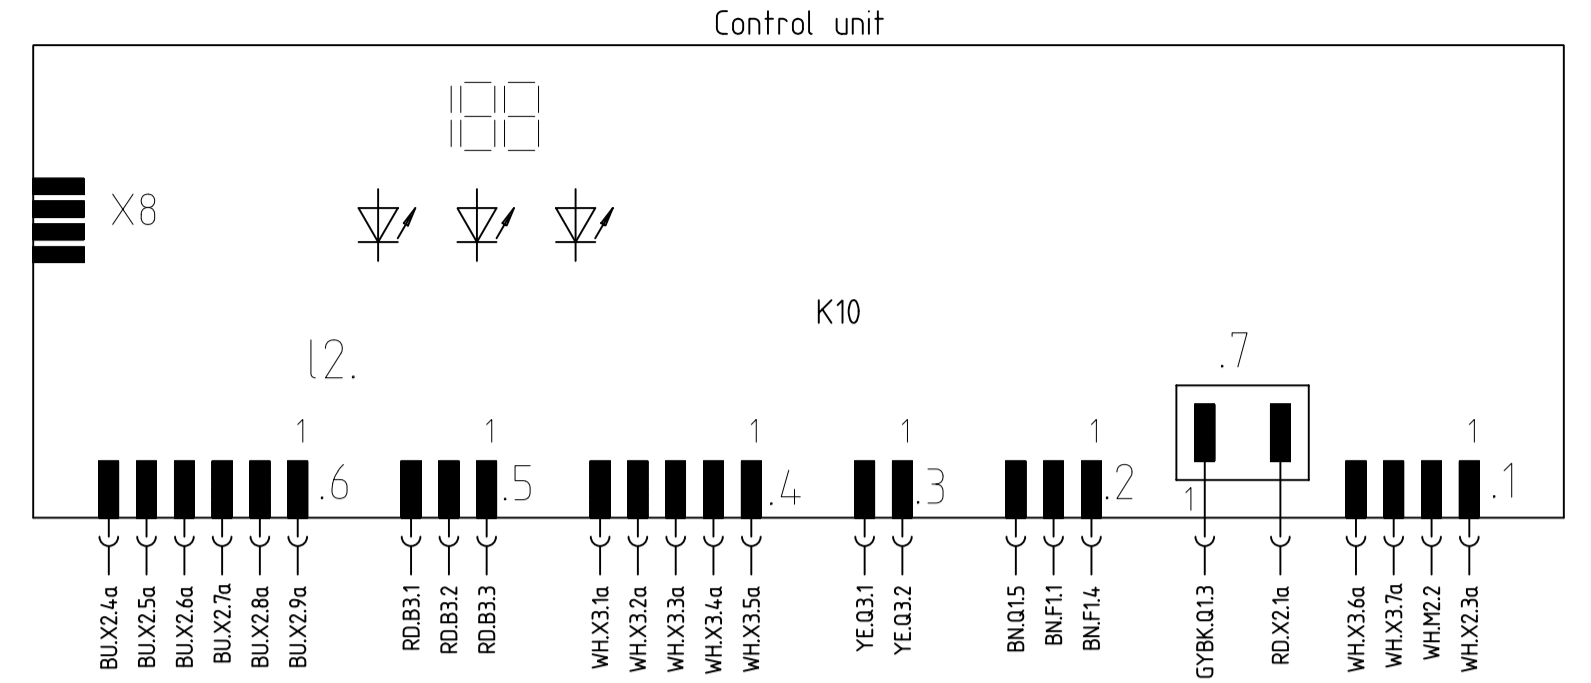 Control unit
X8
K10
l2.
.7
1
1
1
1
1
1
.6
.5
.4
.3
.2
1
.1
BU.X2.4a
BU.X2.5a
BU.X2.6a
BU.X2.7a
BU.X2.8a
BU.X2.9a
RD.B3.1
RD.B3.2
RD.B3.3
WH.X3.1a
WH.X3.2a
WH.X3.3a
WH.X3.4a
WH.X3.5a
YE.Q3.1
YE.Q3.2
BN.Q1.5
BN.F1.1
BN.F1.4
GYBK.Q1.3
RD.X2.1a
WH.X3.6a
WH.X3.7a
WH.M2.2
WH.X2.3a